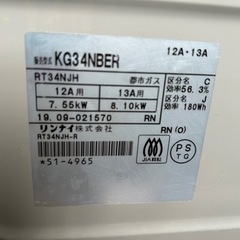 販売型式 KG34NBER 12A・13A
RT34NJH 都市ガス 区分名 C
12A用 13A用 効率56.3%
7.55kW 8.10kW 区分名 J
19.09-021570 RN 効率 180Wh
リンナイ株式会社 RN
RT34NJH-R
*51-4965
JIA認証
PS
TG